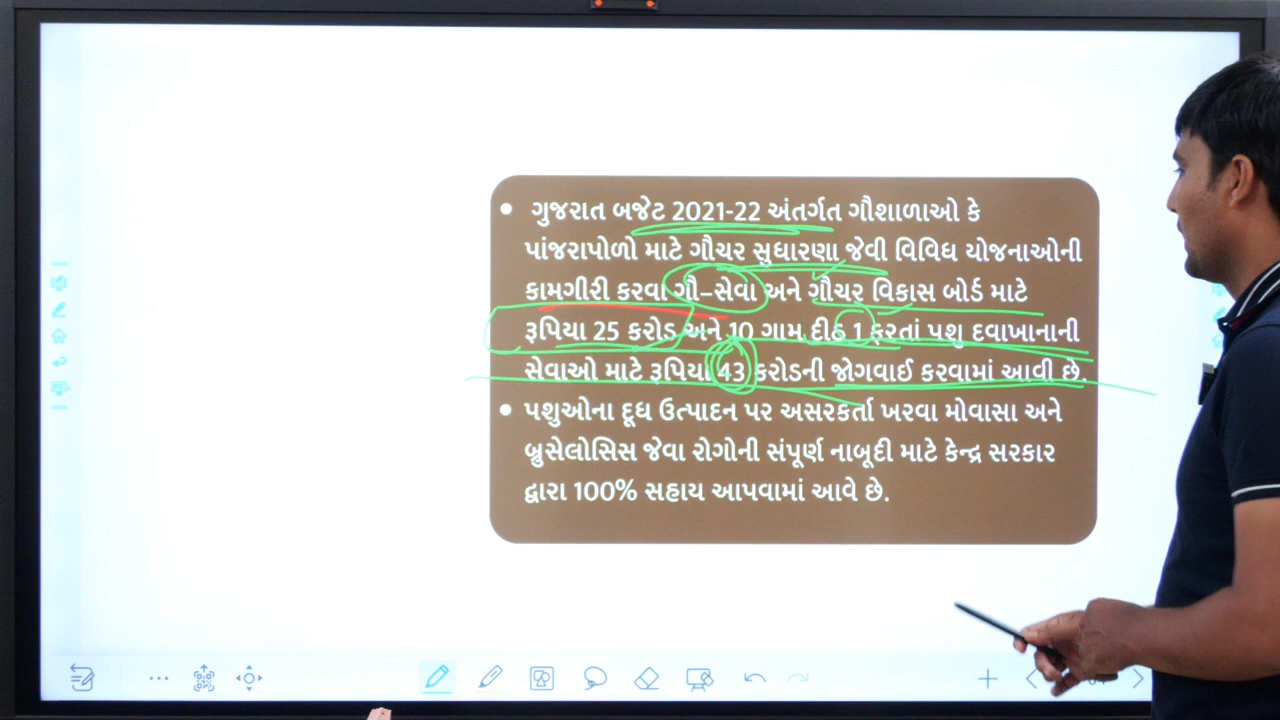 • ગુજરાત બજેટ 2021-22 અંતર્ગત ગૌશાળાઓ કે
પાંજરાપોળો માટે ગૌચર સુધારણા જેવી વિવિધ યોજનાઓની
કામગીરી કરવા ગૌ–સેવા અને ગૌચર વિકાસ બોર્ડ માટે
રૂપિયા 25 કરોડ અને 10 ગામ દીઠ 1 ફરતાં પશુ દવાખાનાની
સેવાઓ માટે રૂપિયા 43 કરોડની જોગવાઈ કરવામાં આવી છે.
• પશુઓના દૂધ ઉત્પાદન પર અસરકર્તા ખરવા મોવાસા અને
બ્રુસેલોસિસ જેવા રોગોની સંપૂર્ણ નાબૂદી માટે કેન્દ્ર સરકાર
દ્વારા 100% સહાય આપવામાં આવે છે.